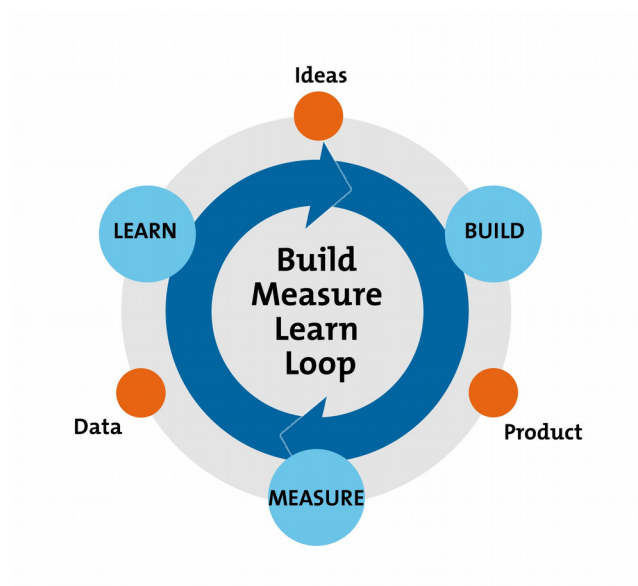 Ideas
LEARN
BUILD
Build
Measure
Learn
Loop
Data
Product
MEASURE